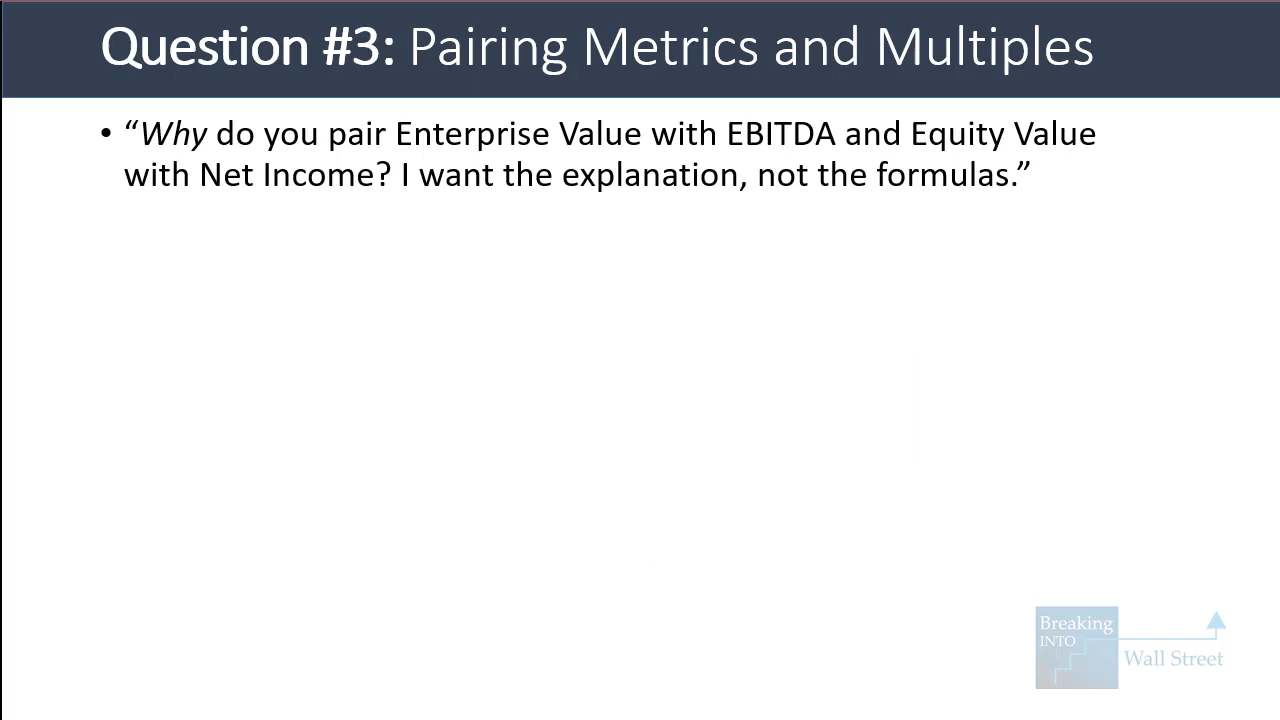 Question #3: Pairing Metrics and Multiples
• “Why do you pair Enterprise Value with EBITDA and Equity Value
with Net Income? I want the explanation, not the formulas.”
Breaking
INTO
Wall Street